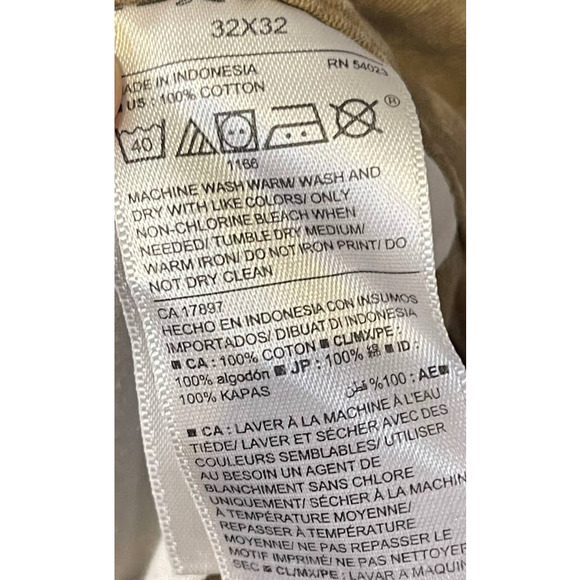 32X32
MADE IN INDONESIA
RN 54023
US : 100% COTTON
40
®
1166
MACHINE WASH WARM/ WASH AND
DRY WITH LIKE COLORS/ ONLY
NON-CHLORINE BLEACH WHEN
NEEDED/ TUMBLE DRY MEDIUM/
WARM IRON/ DO NOT IRON PRINT/ DO
NOT DRY CLEAN
CA 17897
HECHO EN INDONESIA CON INSUMOS
IMPORTADOS/ DIBUAT DI INDONESIA
■ CA : 100% COTON ■ CL/MX/PE :
100% algodón ■ JP : 100% 綿 ■ ID :
100% KAPAS
قطن %100 : AE ■
■ CA : LAVER À LA MACHINE À L'EAU
TIÈDE/ LAVER ET SÉCHER AVEC DES
COULEURS SEMBLABLES/ UTILISER
AU BESOIN UN AGENT DE
BLANCHIMENT SANS CHLORE
UNIQUEMENT/ SÉCHER À LA MACHIN
À TEMPÉRATURE MOYENNE/
REPASSER À TEMPÉRATURE
MOYENNE/ NE PAS REPASSER LE
MOTIF IMPRIMÉ/ NE PAS NETTOYER
SEC ■ CL/MX/PE : LAVAR A MAQUIN